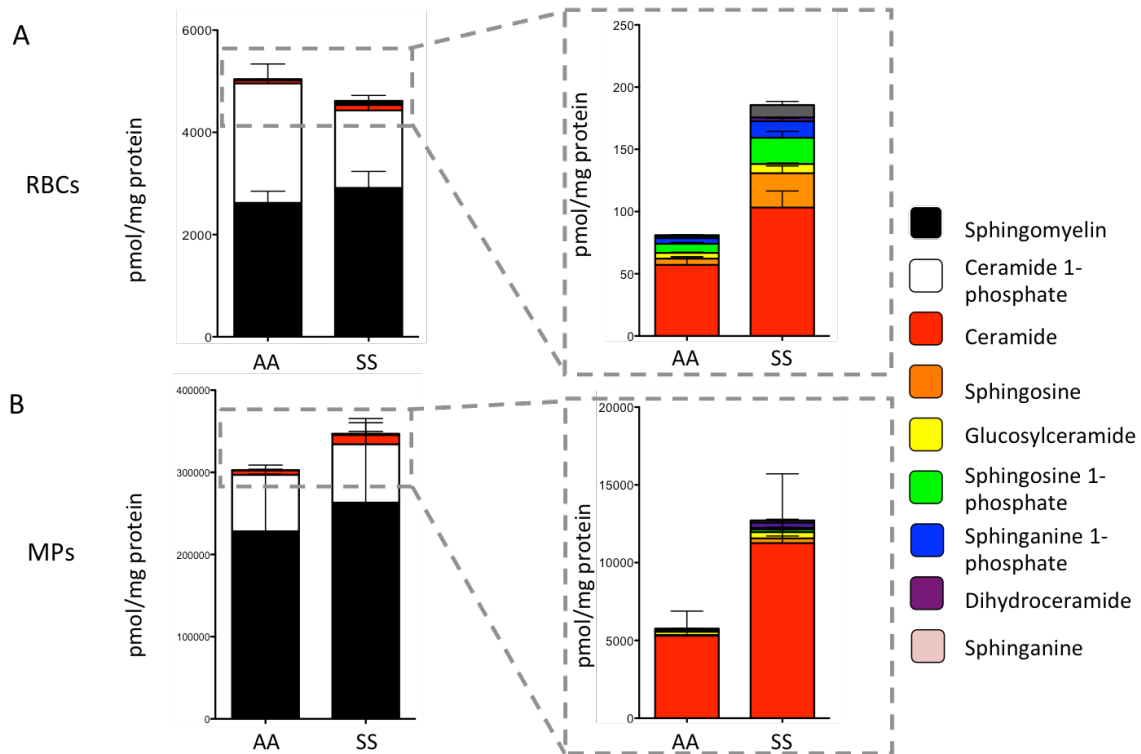 A
RBCs
pmol/mg protein
6000
4000
2000
0
AA SS
pmol/mg protein
250
200
150
100
50
0
AA SS
B
MPs
pmol/mg protein
400000
300000
200000
100000
0
AA SS
pmol/mg protein
20000
15000
10000
5000
0
AA SS
Sphingomyelin
Ceramide 1-
phosphate
Ceramide
Sphingosine
Glucosylceramide
Sphingosine 1-
phosphate
Sphinganine 1-
phosphate
Dihydroceramide
Sphinganine